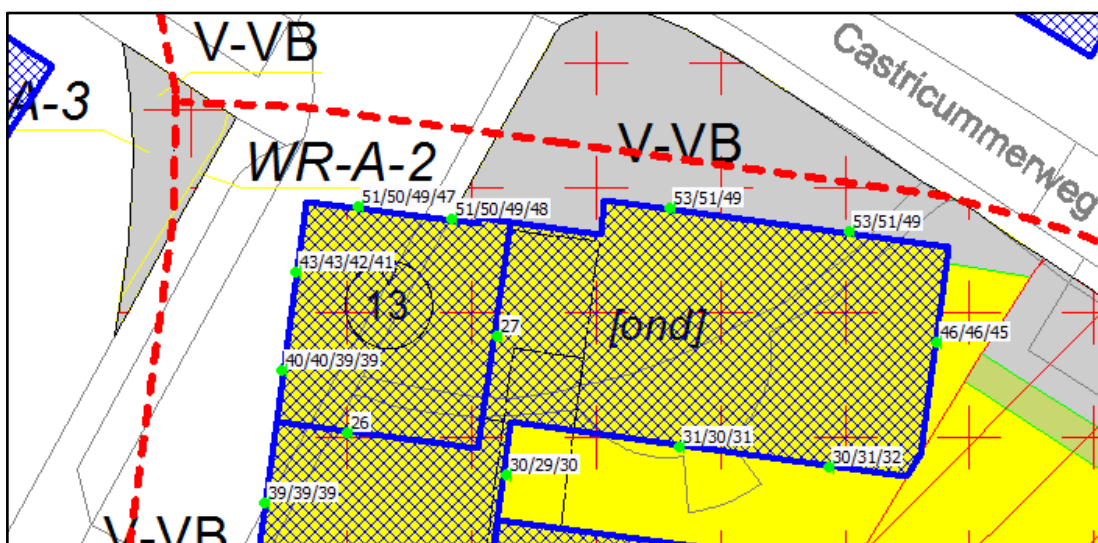 V-VB
Castricummerweg
A-3
V-VB
WR-A-2
51/50/49/47
51/50/49/48
53/51/49
53/51/49
43/43/42/41
13
[ond]
27
46/46/45
40/40/39/39
26
31/30/31
30/31/32
30/29/30
39/39/39
V-VB